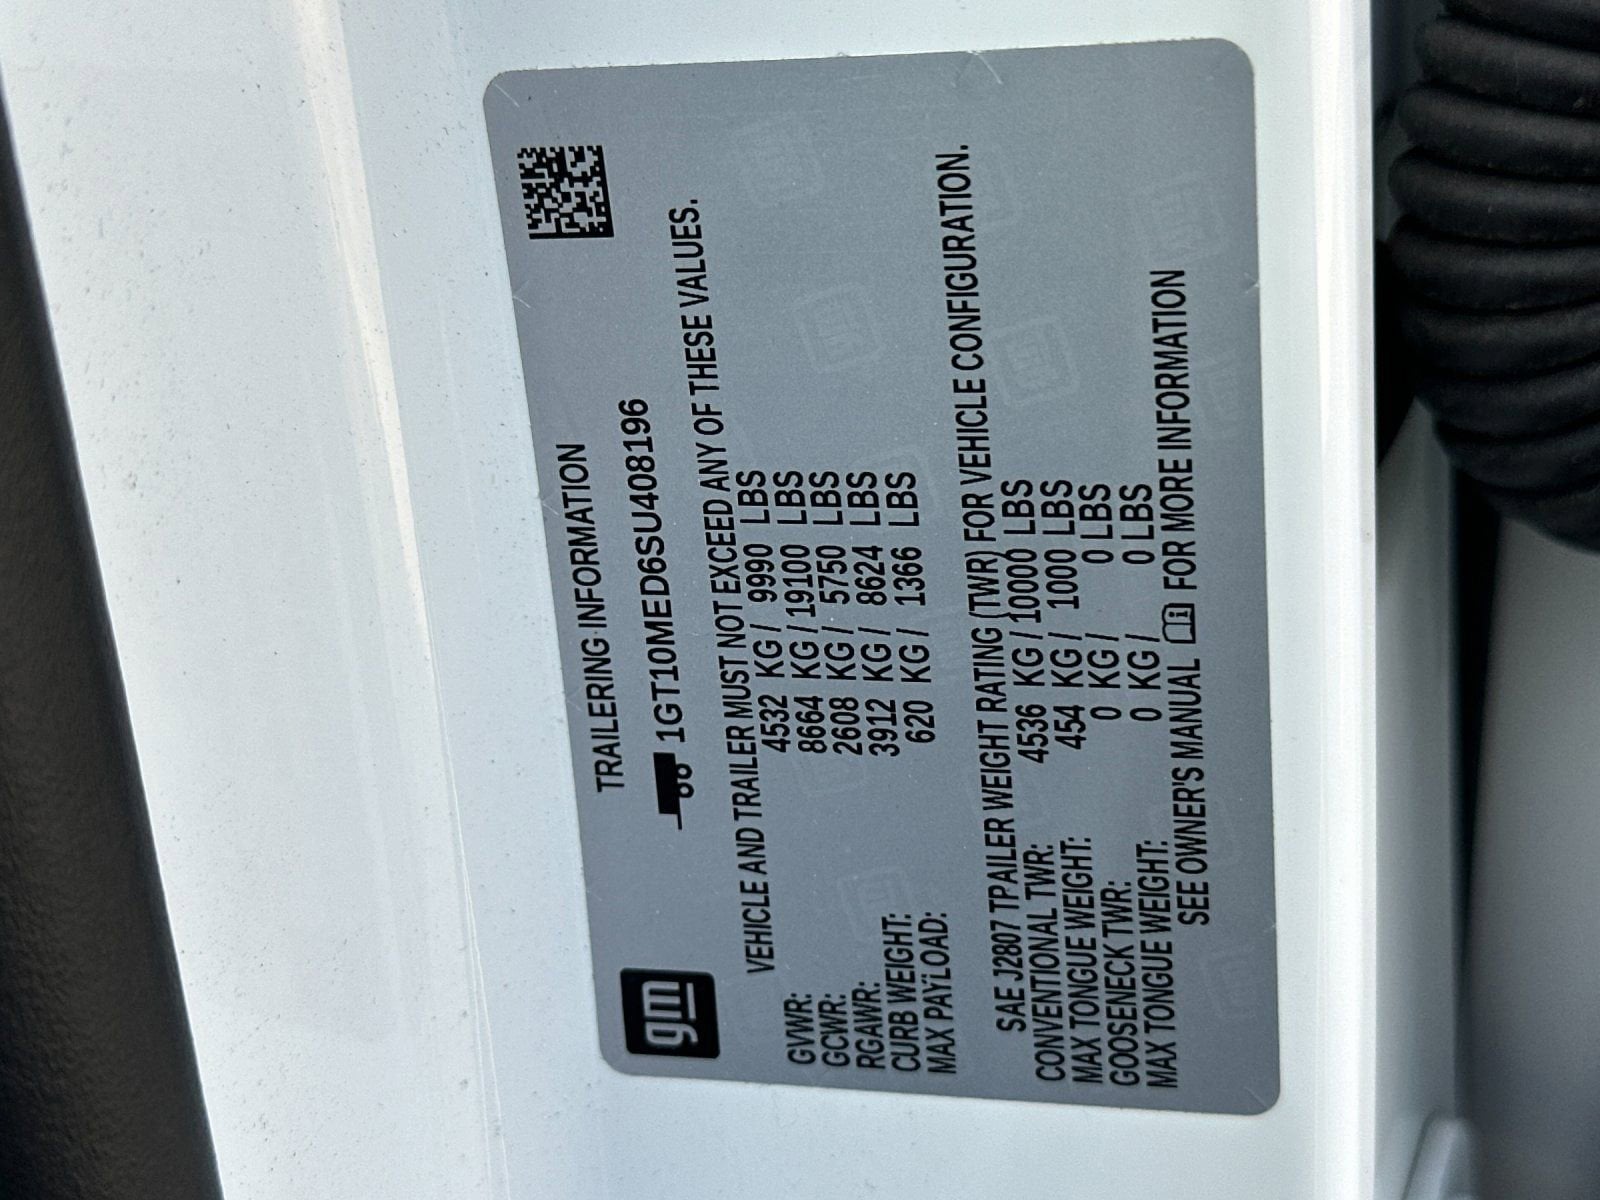 gm
TRAILERING INFORMATION
1GT10MED6SU408196
VEHICLE AND TRAILER MUST NOT EXCEED ANY OF THESE VALUES.
GVWR: 4532 KG / 9990 LBS
GCWR: 8664 KG / 19100 LBS
RGAWR: 2608 KG / 5750 LBS
CURB WEIGHT: 3912 KG / 8624 LBS
MAX PAYLOAD: 620 KG / 1366 LBS
SAE J2807 TPAILER WEIGHT RATING (TWR) FOR VEHICLE CONFIGURATION.
CONVENTIONAL TWR: 4536 KG / 10000 LBS
MAX TONGUE WEIGHT: 454 KG / 1000 LBS
GOOSENECK TWR: 0 KG / 0 LBS
MAX TONGUE WEIGHT: 0 KG / 0 LBS
SEE OWNER'S MANUAL FOR MORE INFORMATION